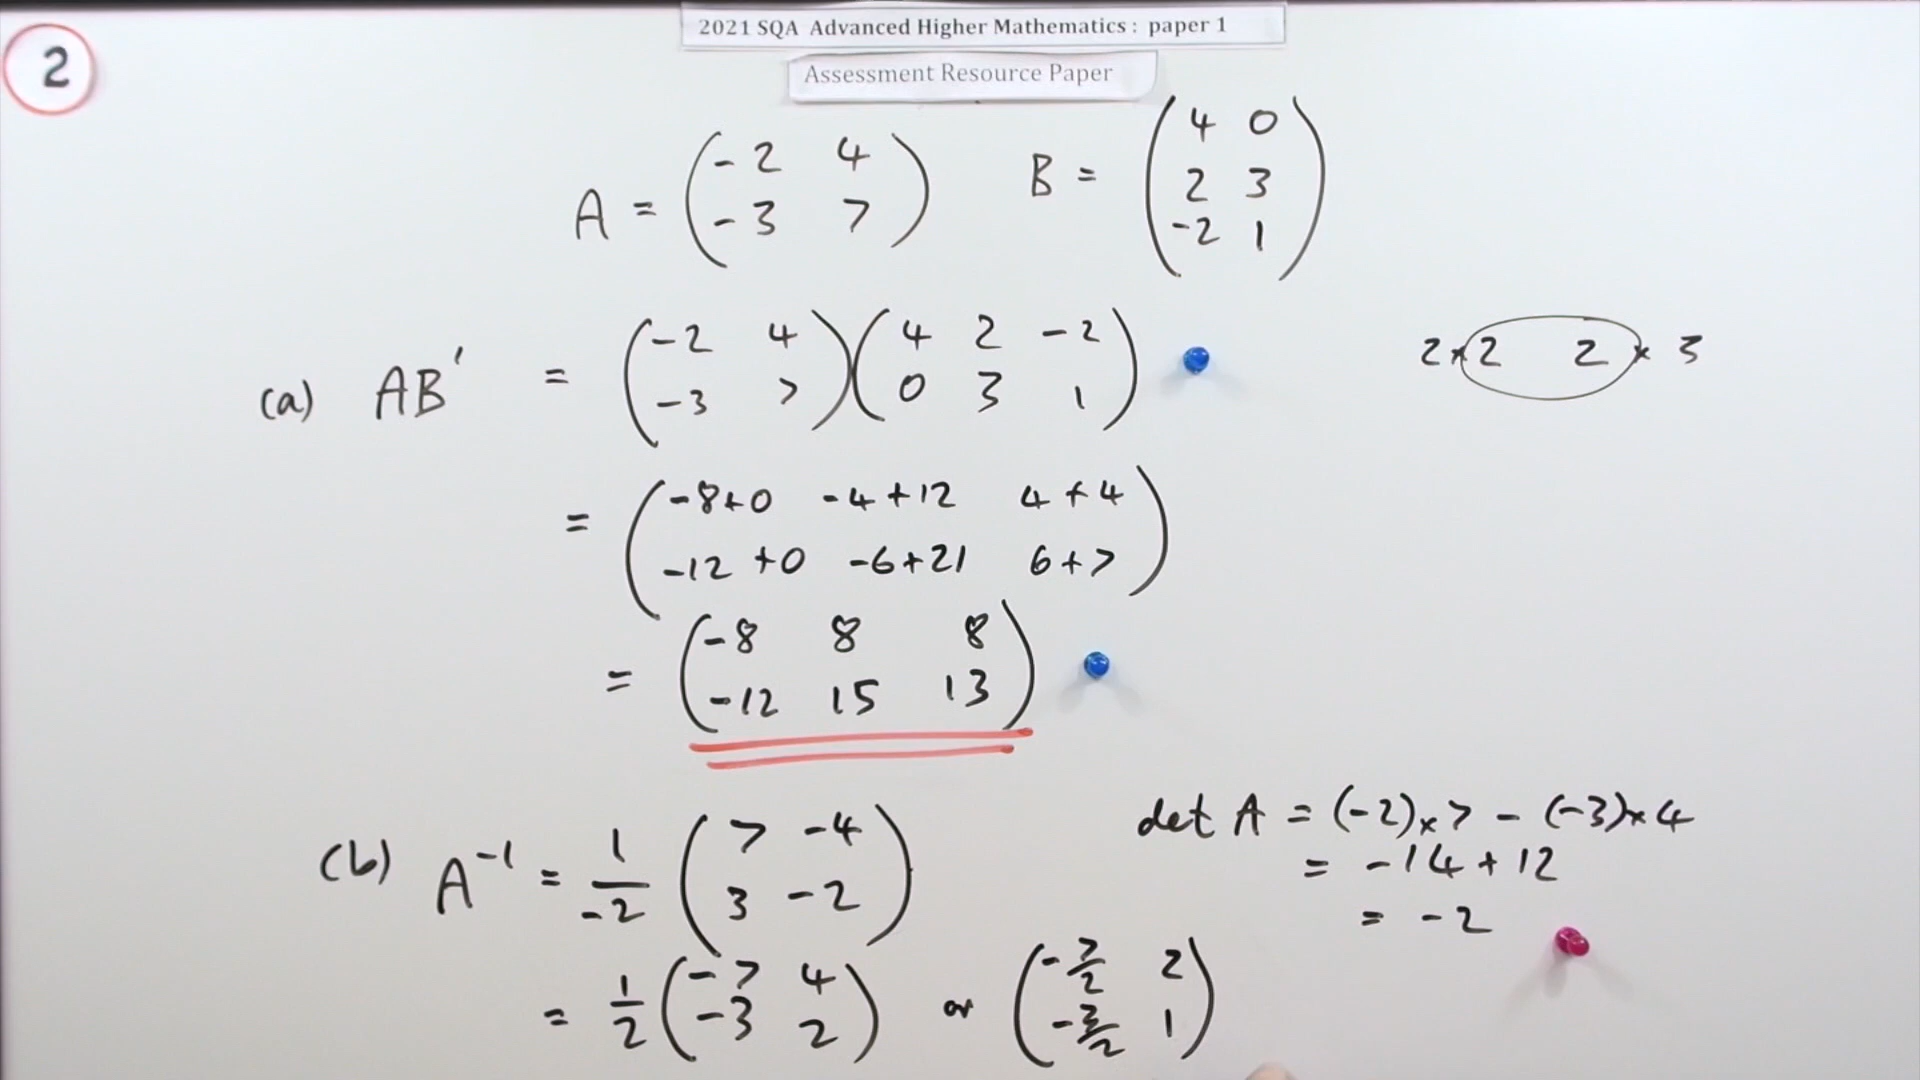 2
2021 SQA Advanced Higher Mathematics : paper 1
Assessment Resource Paper
A = ( -2 4
-3 7 )
B = ( 4 0
2 3
-2 1 )
(a) AB' = ( -2 4
-3 7 ) ( 4 2 -2
0 3 1 )
2×2 2×3
= ( -8+0 -4+12 4+4
-12+0 -6+21 6+7 )
= ( -8 8 8
-12 15 13 )
(b) A⁻¹ = 1/-2 ( 7 -4
3 -2 )
det A = (-2)×7 - (-3)×4
= -14+12
= -2
= 1/2 ( -7 4
-3 2 ) or ( -7/2 2
-3/2 1 )